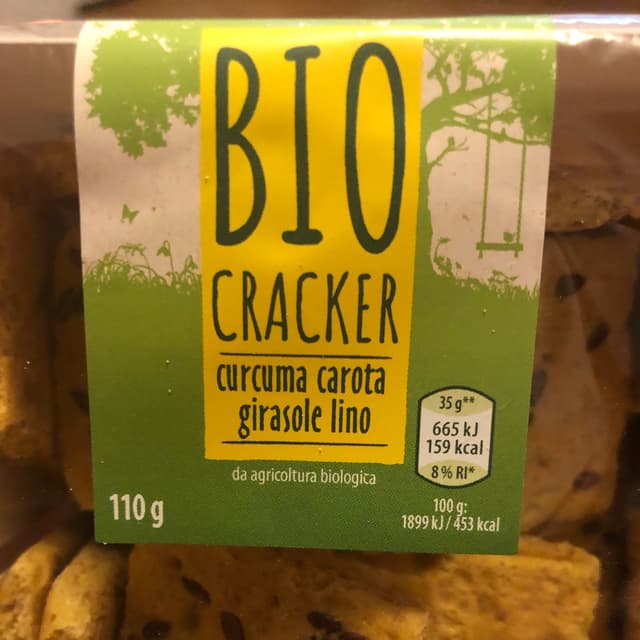 BIO
CRACKER
curcuma carota
girasole lino
da agricoltura biologica
110 g
35 g**
665 kJ
159 kcal
8% RI*
100 g:
1899 kJ / 453 kcal